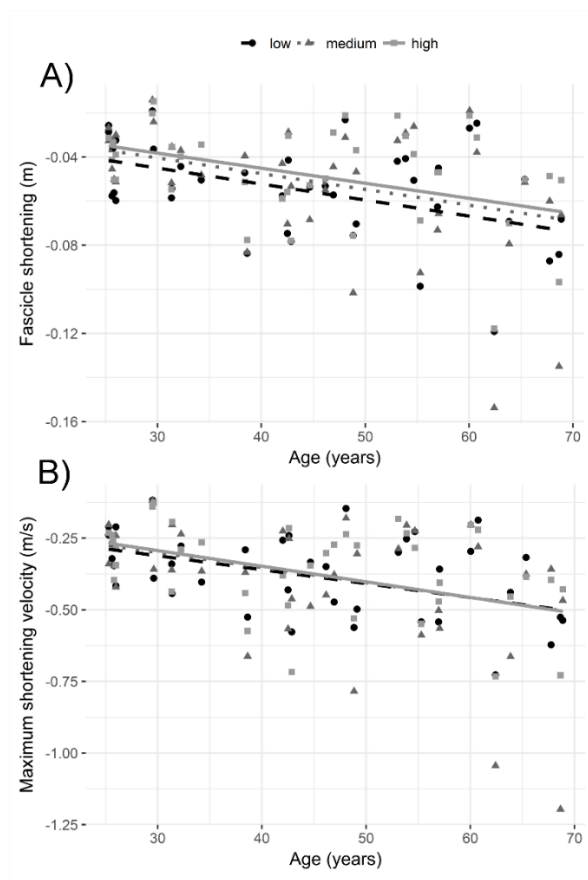 low medium high
A)
Fascicle shortening (m)
-0.04
-0.08
-0.12
-0.16
30 40 50 60 70
Age (years)
B)
Maximum shortening velocity (m/s)
-0.25
-0.50
-0.75
-1.00
-1.25
30 40 50 60 70
Age (years)